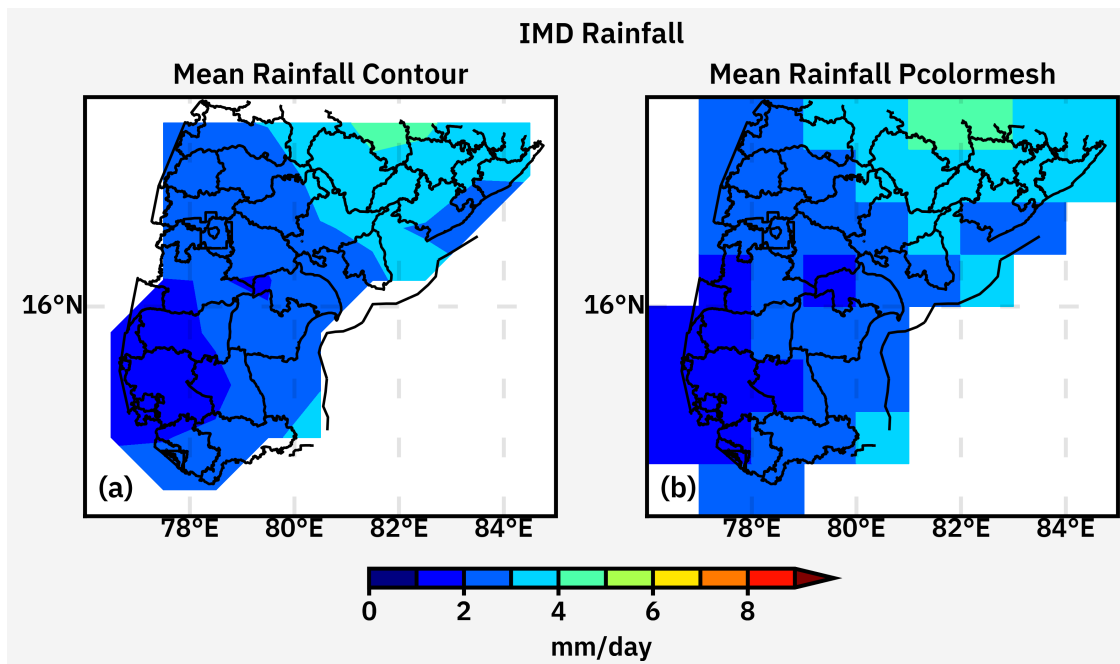 IMD Rainfall
Mean Rainfall Contour
Mean Rainfall Pcolormesh
16°N
16°N
(a)
(b)
78°E 80°E 82°E 84°E
78°E 80°E 82°E 84°E
0 2 4 6 8
mm/day